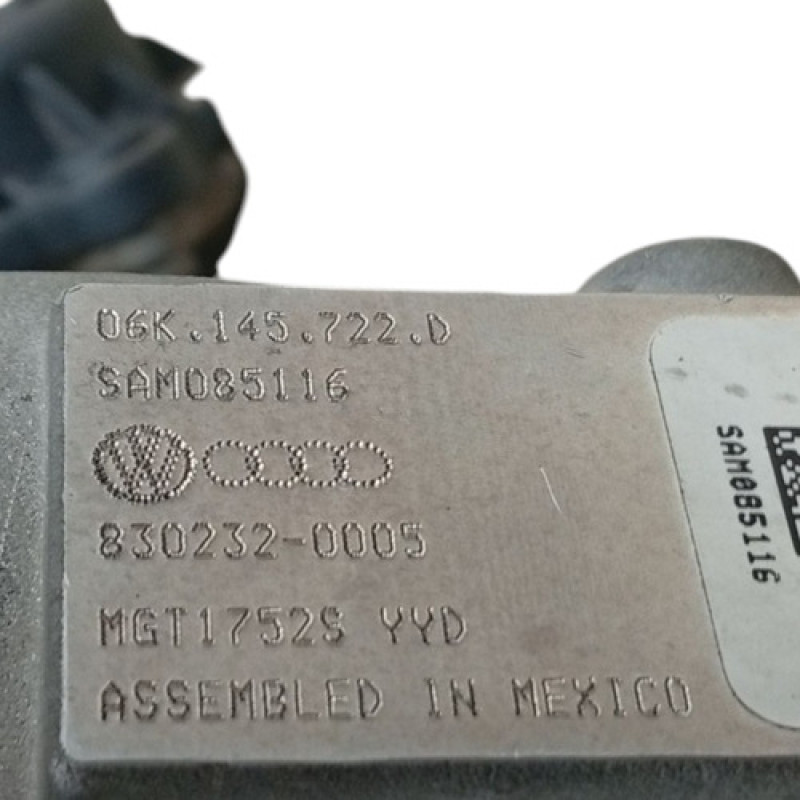 06K.145.722.D
SAM085116
830232-0005
MGT1752S YYD
ASSEMBLED IN MEXICO
SAM085116